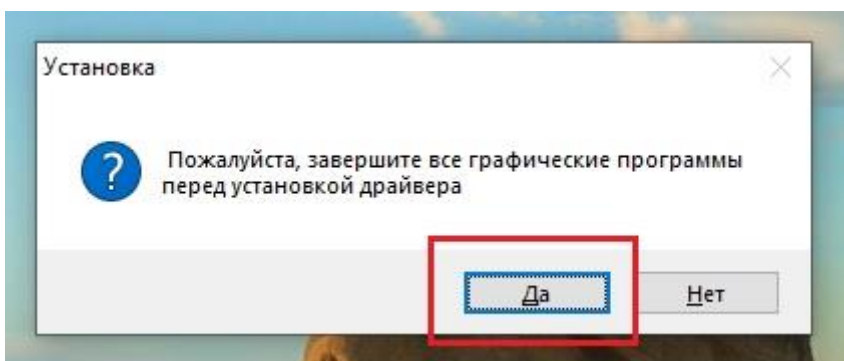 Установка
Пожалуйста, завершите все графические программы
перед установкой драйвера
Да
Нет